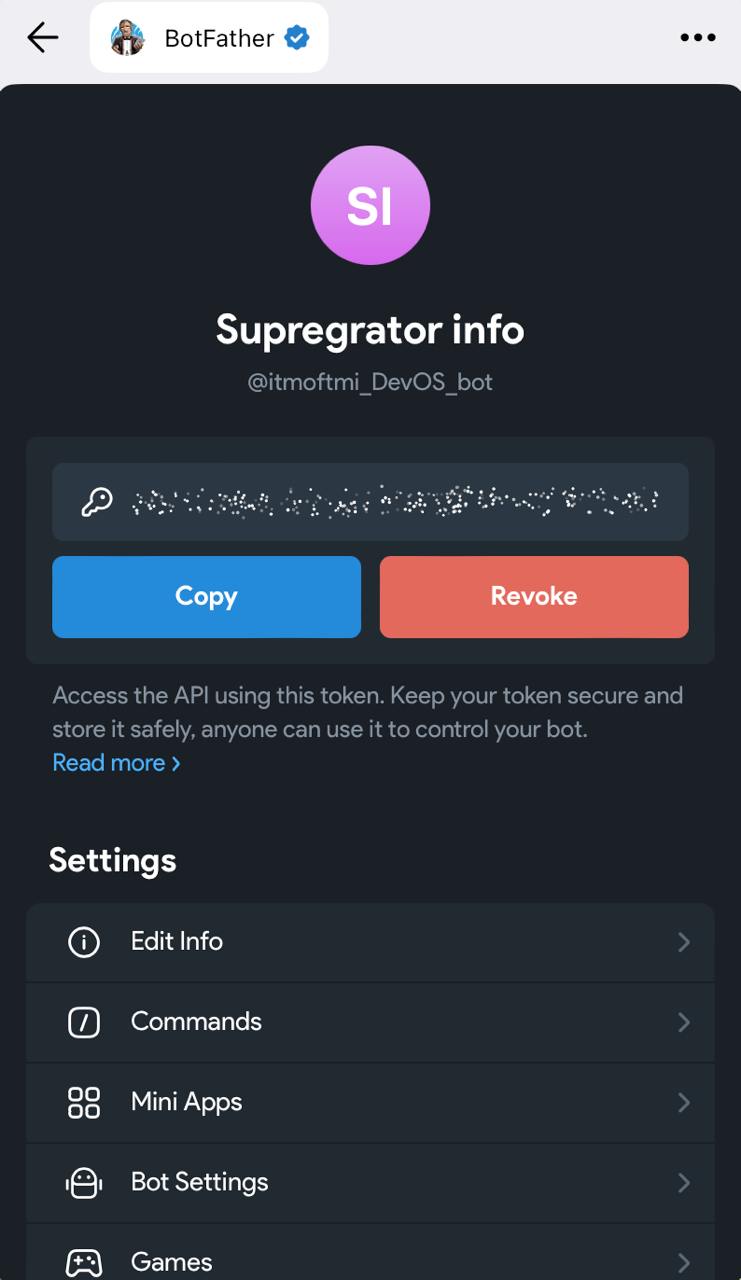 BotFather
SI
Supregrator info
@itmoftmi_DevOS_bot
Copy
Revoke
Access the API using this token. Keep your token secure and
store it safely, anyone can use it to control your bot.
Read more ›
Settings
Edit Info
Commands
Mini Apps
Bot Settings
Games